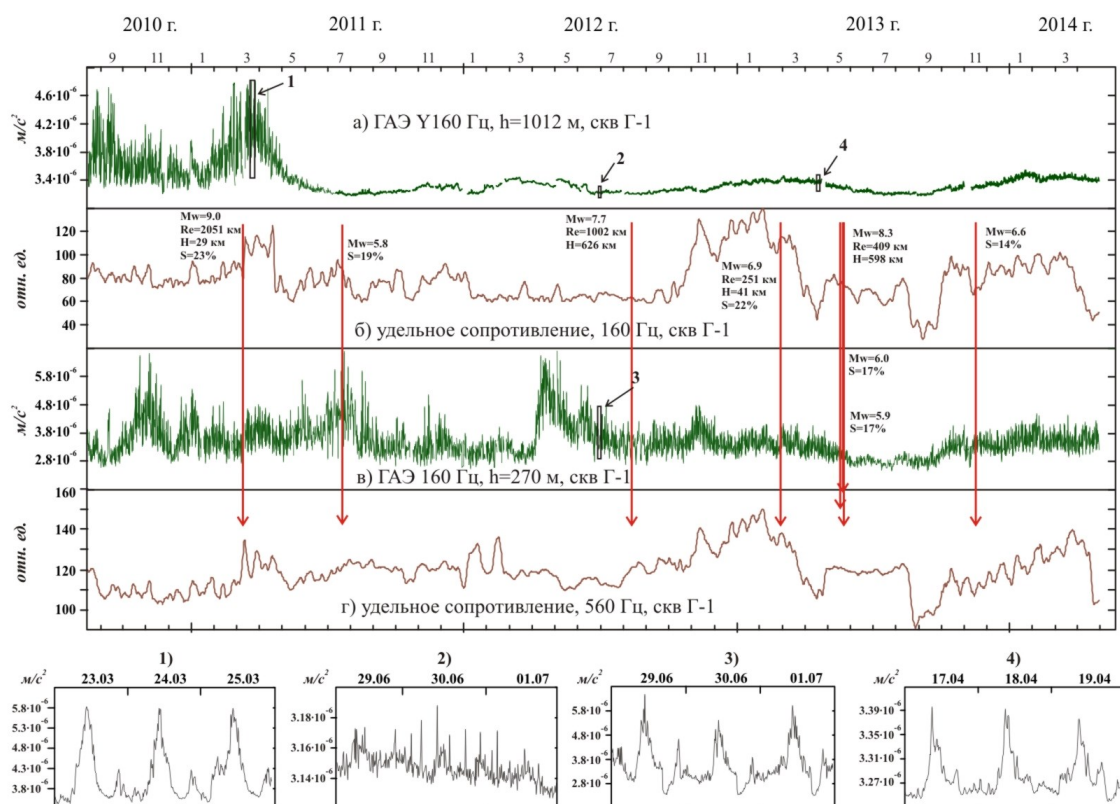 2010 г. 2011 г. 2012 г. 2013 г. 2014 г.
9 11 1 3 5 7 9 11 1 3 5 7 9 11 1 3 5 7 9 11 1 3
м/с²
4.6·10⁻⁶
4.2·10⁻⁶
3.8·10⁻⁶
3.4·10⁻⁶
1
а) ГАЭ Y160 Гц, h=1012 м, скв Г-1
2
4
отн. ед.
120
100
80
60
40
Mw=9.0
Re=2051 км
H=29 км
S=23%
Mw=5.8
S=19%
Mw=7.7
Re=1002 км
H=626 км
Mw=6.9
Re=251 км
H=41 км
S=22%
Mw=8.3
Re=409 км
H=598 км
Mw=6.6
S=14%
б) удельное сопротивление, 160 Гц, скв Г-1
м/с²
5.8·10⁻⁶
4.8·10⁻⁶
3.8·10⁻⁶
2.8·10⁻⁶
3
Mw=6.0
S=17%
Mw=5.9
S=17%
в) ГАЭ 160 Гц, h=270 м, скв Г-1
отн. ед.
160
140
120
100
г) удельное сопротивление, 560 Гц, скв Г-1
1)
м/с² 23.03 24.03 25.03
5.8·10⁻⁶
5.3·10⁻⁶
4.8·10⁻⁶
4.3·10⁻⁶
3.8·10⁻⁶
2)
м/с² 29.06 30.06 01.07
3.18·10⁻⁶
3.16·10⁻⁶
3.14·10⁻⁶
3)
м/с² 29.06 30.06 01.07
5.8·10⁻⁶
4.8·10⁻⁶
3.8·10⁻⁶
2.8·10⁻⁶
4)
м/с² 17.04 18.04 19.04
3.39·10⁻⁶
3.35·10⁻⁶
3.31·10⁻⁶
3.27·10⁻⁶